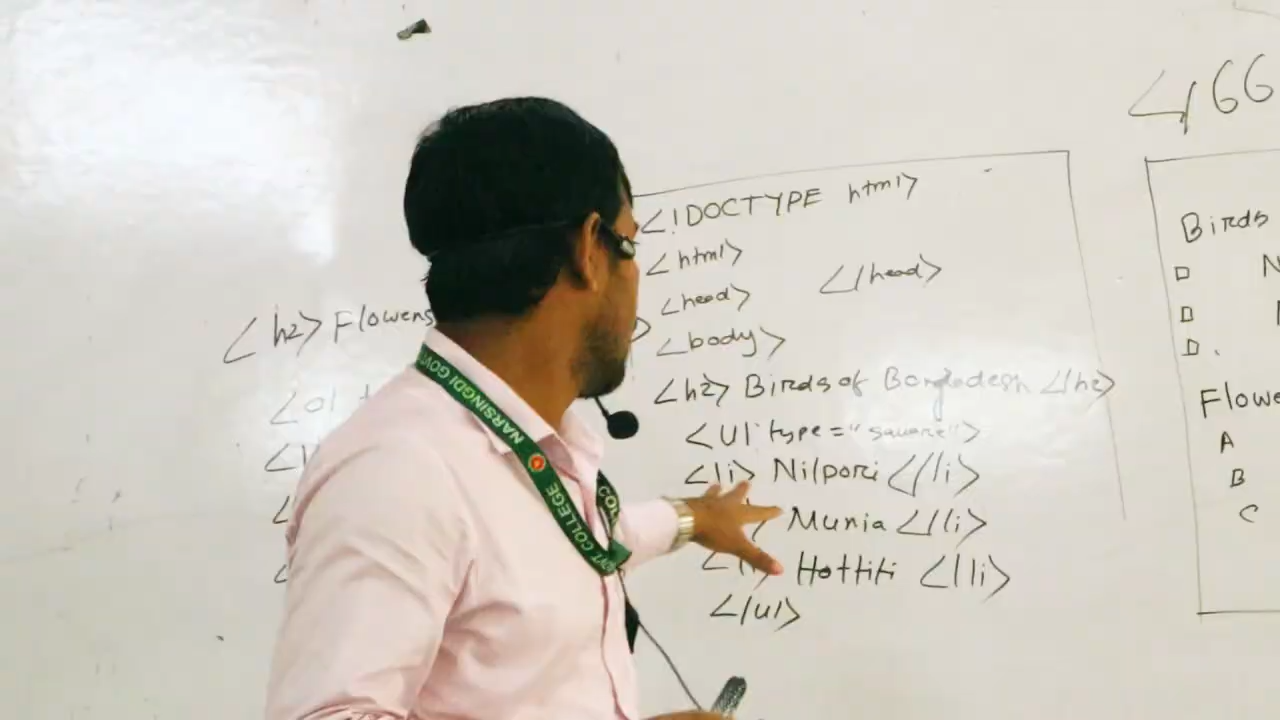 <!DOCTYPE html>
<html>
<head> </head>
<body>
<h2> Birds of Bangladesh </h2>
<ul type="square">
<li> Nilpori </li>
Munia </li>
Hottiti </li>
</ul>
<h2> Flowers
<ol
Birds
Flowe
A
B
C
NARSINGDI GOVT COLLEGE